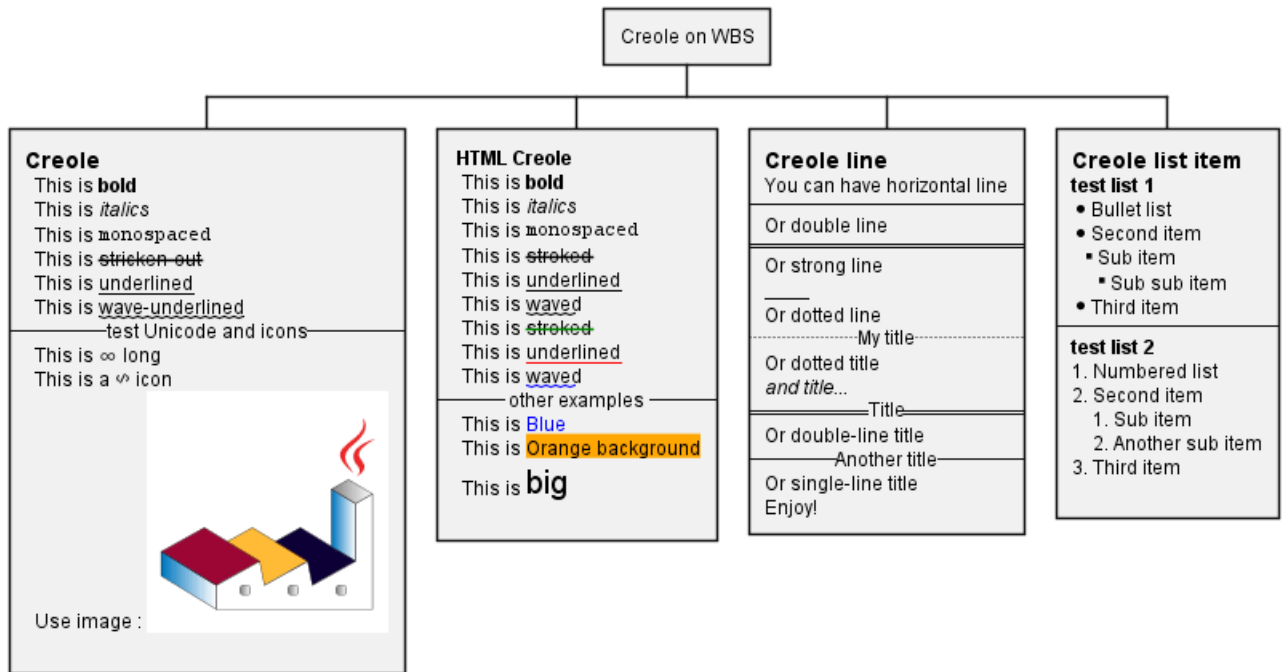 Creole on WBS
Creole
This is bold
This is italics
This is monospaced
This is stricken-out
This is underlined
This is wave-underlined
test Unicode and icons
This is ∞ long
This is a icon
Use image :
HTML Creole
This is bold
This is italics
This is monospaced
This is stroked
This is underlined
This is waved
This is stroked
This is underlined
This is waved
other examples
This is Blue
This is Orange background
This is big
Creole line
You can have horizontal line
Or double line
Or strong line
____
Or dotted line
My title
Or dotted title
and title...
Title
Or double-line title
Another title
Or single-line title
Enjoy!
Creole list item
test list 1
• Bullet list
• Second item
▪ Sub item
▪ Sub sub item
• Third item
test list 2
1. Numbered list
2. Second item
1. Sub item
2. Another sub item
3. Third item